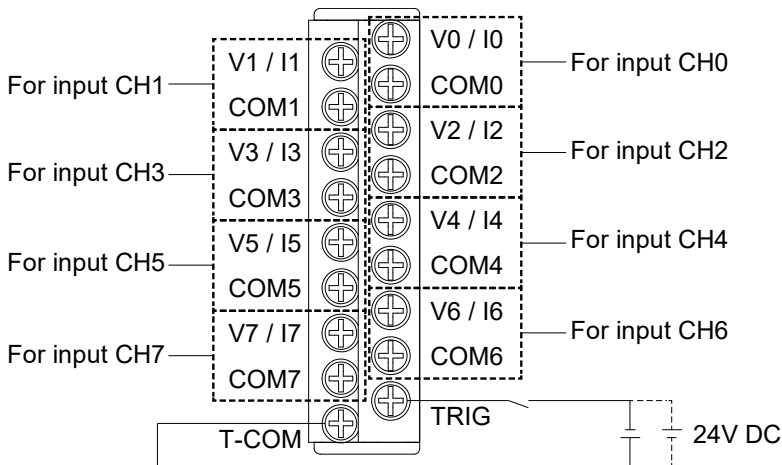 V0 / I0
V1 / I1
For input CH0
For input CH1
COM0
COM1
V2 / I2
V3 / I3
For input CH2
For input CH3
COM2
COM3
V4 / I4
V5 / I5
For input CH4
For input CH5
COM4
COM5
V6 / I6
V7 / I7
For input CH6
For input CH7
COM6
COM7
TRIG
T-COM
24V DC